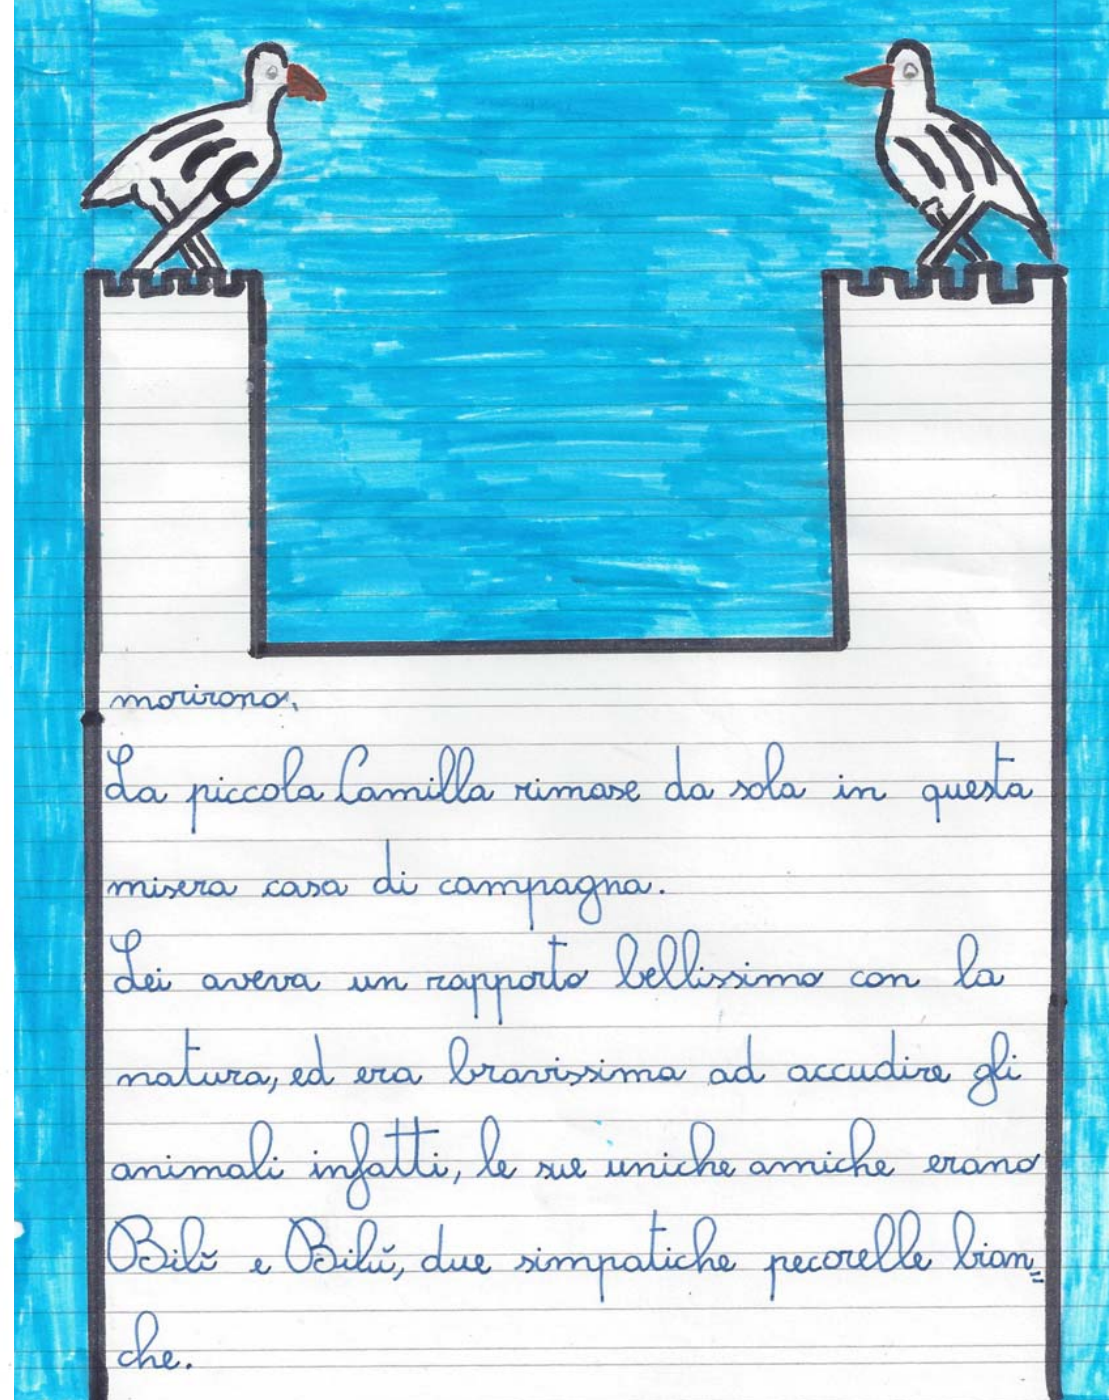 morirono.
La piccola Camilla rimase da sola in questa
misera casa di campagna.
Lei aveva un rapporto bellissimo con la
natura, ed era bravissima ad accudire gli
animali infatti, le sue uniche amiche erano
Bilì e Bilù, due simpatiche pecorelle bian=
che.